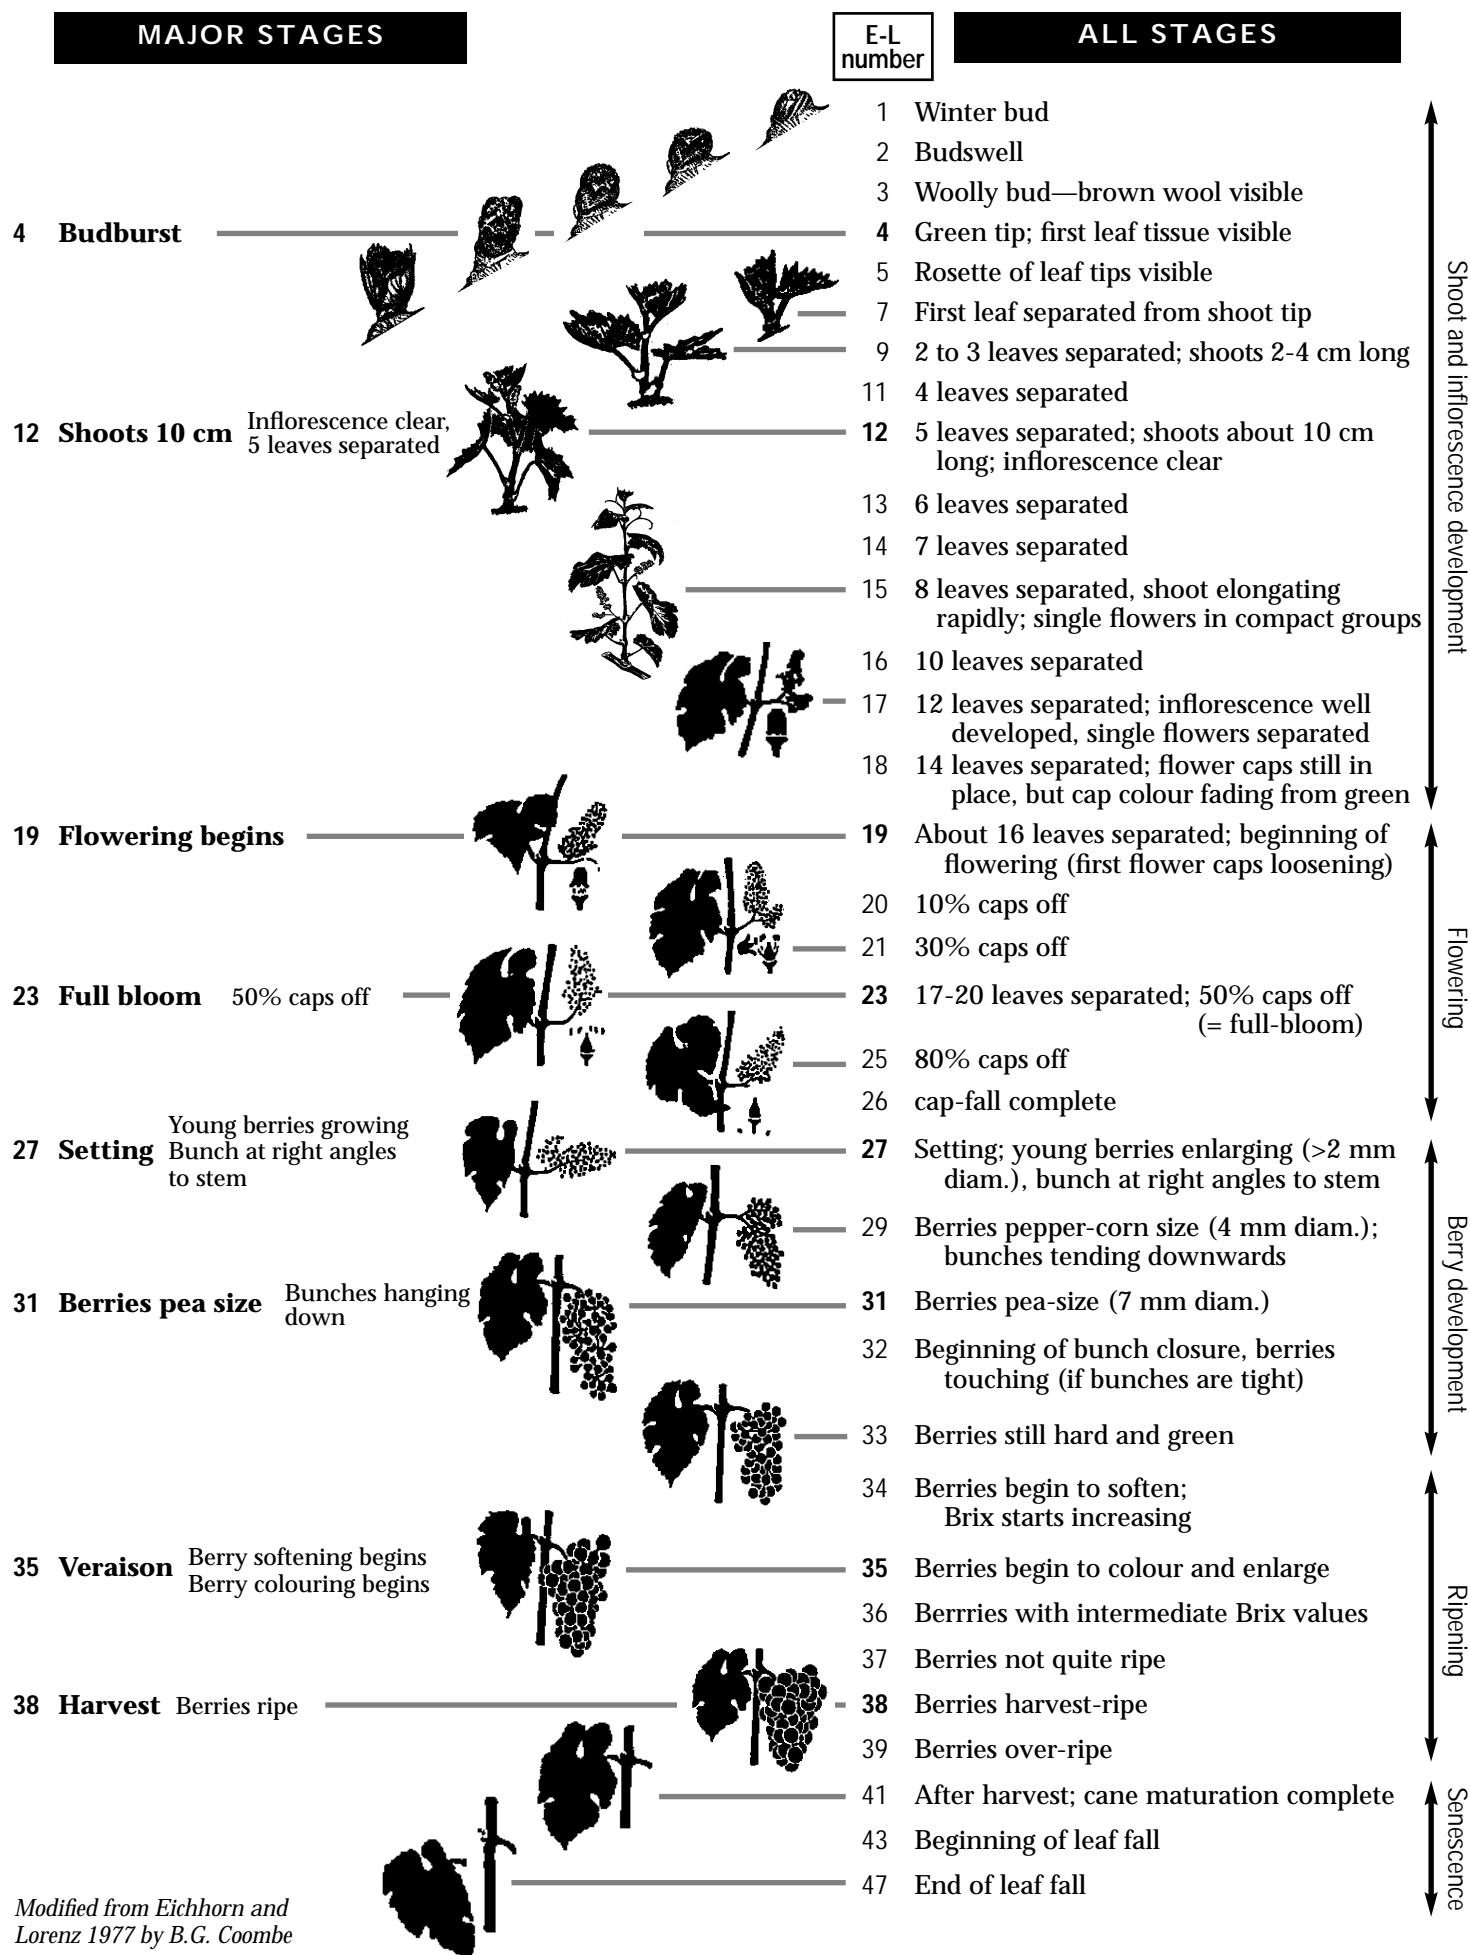 MAJOR STAGES
E-L
number
ALL STAGES
1 Winter bud
2 Budswell
3 Woolly bud—brown wool visible
4 Budburst
4 Green tip; first leaf tissue visible
5 Rosette of leaf tips visible
7 First leaf separated from shoot tip
9 2 to 3 leaves separated; shoots 2-4 cm long
11 4 leaves separated
12 Shoots 10 cm
Inflorescence clear,
5 leaves separated
12 5 leaves separated; shoots about 10 cm
long; inflorescence clear
13 6 leaves separated
14 7 leaves separated
15 8 leaves separated, shoot elongating
rapidly; single flowers in compact groups
16 10 leaves separated
17 12 leaves separated; inflorescence well
developed, single flowers separated
18 14 leaves separated; flower caps still in
place, but cap colour fading from green
Shoot and inflorescence development
19 Flowering begins
19 About 16 leaves separated; beginning of
flowering (first flower caps loosening)
20 10% caps off
21 30% caps off
23 Full bloom 50% caps off
23 17-20 leaves separated; 50% caps off
(= full-bloom)
25 80% caps off
26 cap-fall complete
Flowering
27 Setting
Young berries growing
Bunch at right angles
to stem
27 Setting; young berries enlarging (>2 mm
diam.), bunch at right angles to stem
29 Berries pepper-corn size (4 mm diam.);
bunches tending downwards
31 Berries pea size
Bunches hanging
down
31 Berries pea-size (7 mm diam.)
32 Beginning of bunch closure, berries
touching (if bunches are tight)
33 Berries still hard and green
Berry development
34 Berries begin to soften;
Brix starts increasing
35 Veraison
Berry softening begins
Berry colouring begins
35 Berries begin to colour and enlarge
36 Berrries with intermediate Brix values
37 Berries not quite ripe
38 Harvest Berries ripe
38 Berries harvest-ripe
39 Berries over-ripe
Ripening
41 After harvest; cane maturation complete
43 Beginning of leaf fall
47 End of leaf fall
Senescence
Modified from Eichhorn and
Lorenz 1977 by B.G. Coombe